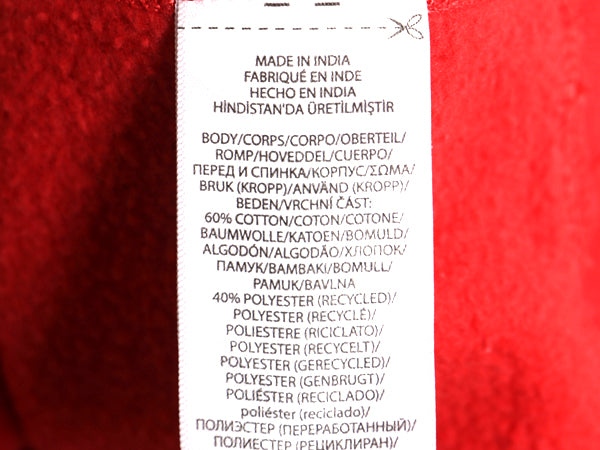 MADE IN INDIA
FABRIQUÉ EN INDE
HECHO EN INDIA
HİNDİSTAN'DA ÜRETİLMİŞTİR
BODY/CORPS/CORPO/OBERTEIL/
ROMP/HOVEDDEL/CUERPO/
ПЕРЕД И СПИНКА/КОРПУС/ΣΩΜΑ/
BRUK (KROPP)/ANVÄND (KROPP)/
BEDEN/VRCHNÍ ČÁST:
60% COTTON/COTON/COTONE/
BAUMWOLLE/KATOEN/BOMULD/
ALGODÓN/ALGODÃO/ХЛОПОК/
ПАМУК/BAMBAKI/BOMULL/
PAMUK/BAVLNA
40% POLYESTER (RECYCLED)/
POLYESTER (RECYCLÉ)/
POLIESTERE (RICICLATO)/
POLYESTER (RECYCELT)/
POLYESTER (GERECYCLED)/
POLYESTER (GENBRUGT)/
POLIÉSTER (RECICLADO)/
poliéster (reciclado)/
ПОЛИЭСТЕР (ПЕРЕРАБОТАННЫЙ)/
ПОЛИЕСТЕР (РЕЦИКЛИРАН)/